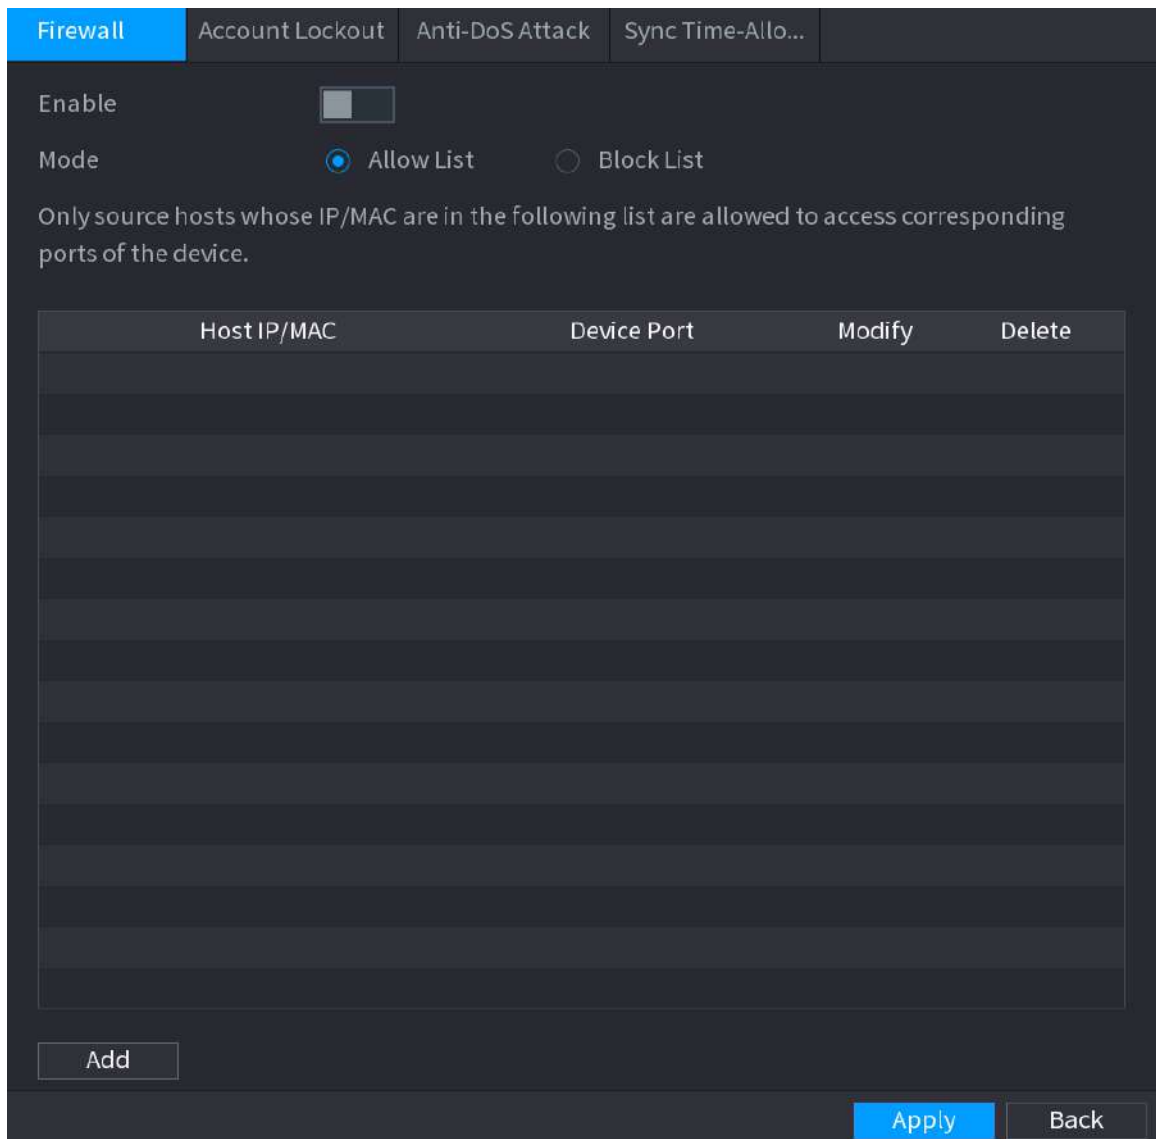 Firewall Account Lockout Anti-DoS Attack Sync Time-Allo...
Enable
Mode Allow List Block List
Only source hosts whose IP/MAC are in the following list are allowed to access corresponding
ports of the device.
Host IP/MAC Device Port Modify Delete
Add
Apply Back